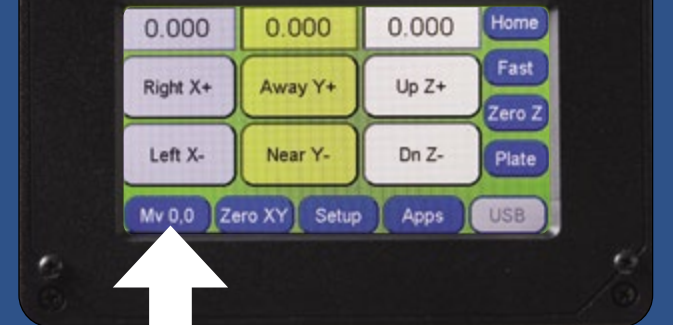 0.000 0.000 0.000 Home
Right X+ Away Y+ Up Z+ Fast
Zero Z
Left X- Near Y- Dn Z- Plate
Mv 0,0 Zero XY Setup Apps USB